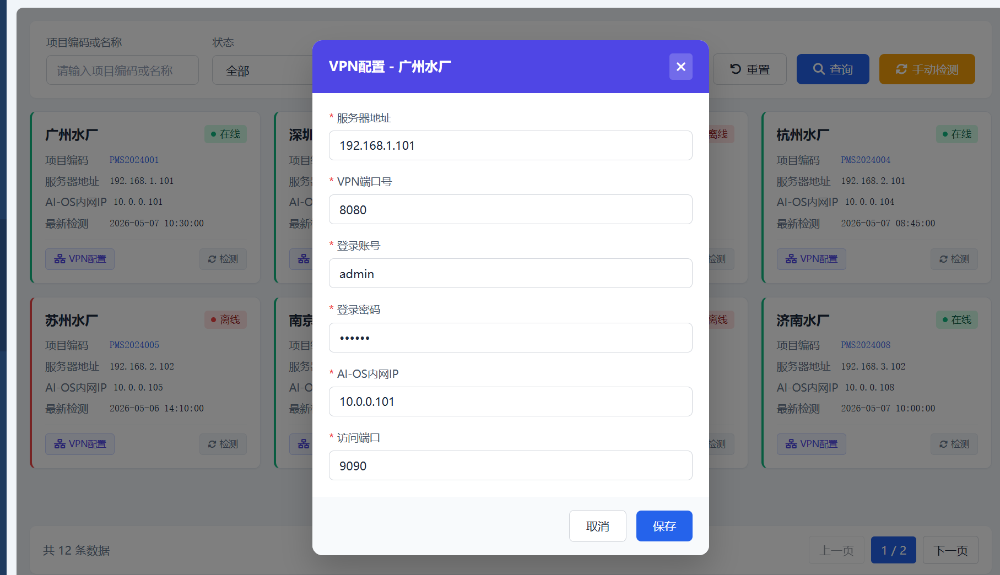 项目编码或名称
状态
请输入项目编码或名称
全部
重置
查询
手动检测
VPN配置 - 广州水厂
* 服务器地址
192.168.1.101
* VPN端口号
8080
* 登录账号
admin
* 登录密码
••••••
* AI-OS内网IP
10.0.0.101
* 访问端口
9090
取消
保存
广州水厂
在线
项目编码 PMS2024001
服务器地址 192.168.1.101
AI-OS内网IP 10.0.0.101
最新检测 2026-05-07 10:30:00
VPN配置
检测
深圳
项目
服务
AI-O
最新
离线
检测
杭州水厂
在线
项目编码 PMS2024004
服务器地址 192.168.2.101
AI-OS内网IP 10.0.0.104
最新检测 2026-05-07 08:45:00
VPN配置
检测
苏州水厂
离线
项目编码 PMS2024005
服务器地址 192.168.2.102
AI-OS内网IP 10.0.0.105
最新检测 2026-05-06 14:10:00
VPN配置
检测
南京
项目
服务
AI-O
最新
离线
检测
济南水厂
在线
项目编码 PMS2024008
服务器地址 192.168.3.102
AI-OS内网IP 10.0.0.108
最新检测 2026-05-07 10:00:00
VPN配置
检测
共 12 条数据
上一页
1 / 2
下一页